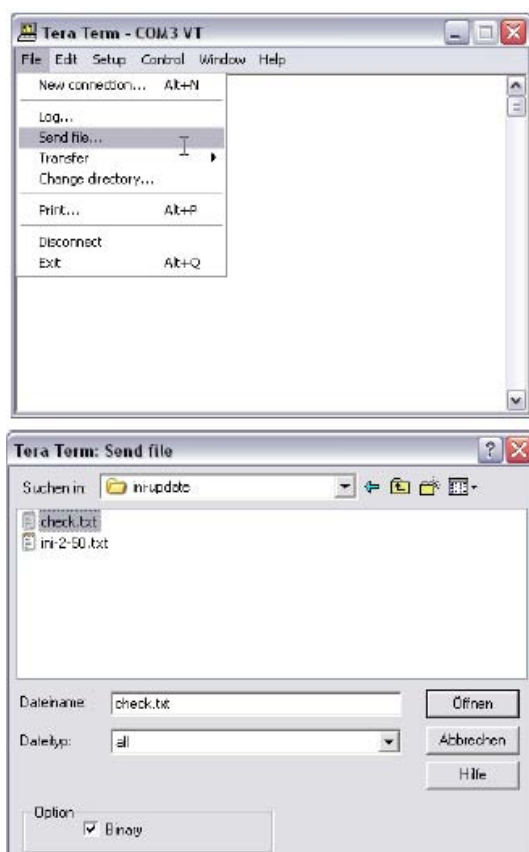 Tera Term - COM3 VT
File Edit Setup Control Window Help
New connection... Alt+N
Log...
Send file...
Transfer
Change directory...
Print... Alt+P
Disconnect
Exit Alt+Q
Tera Term: Send file
Suchen in: ini-update
check.txt
ini-2-50.txt
Dateiname: check.txt
Dateityp: all
Öffnen
Abbrechen
Hilfe
Option
Binary